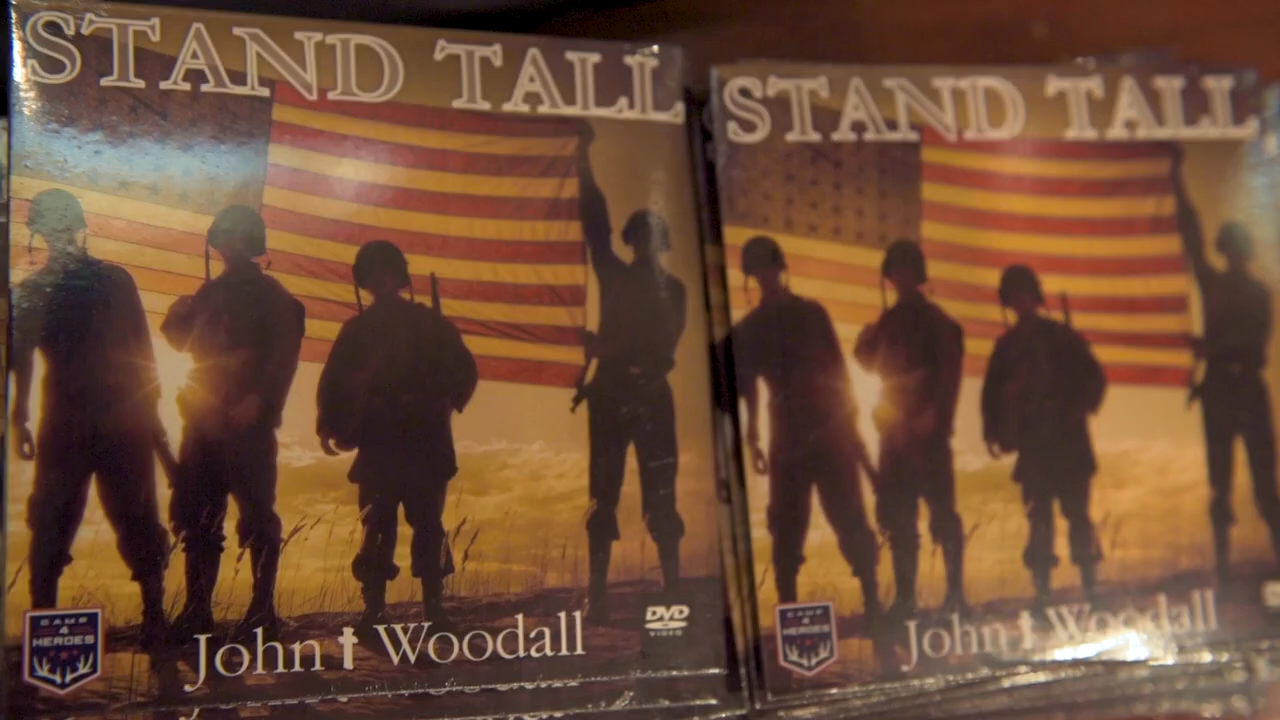 STAND TALL
CAMP
4
HEROES
John t Woodall
DVD
VIDEO
STAND TALL
CAMP
4
HEROES
John t Woodall